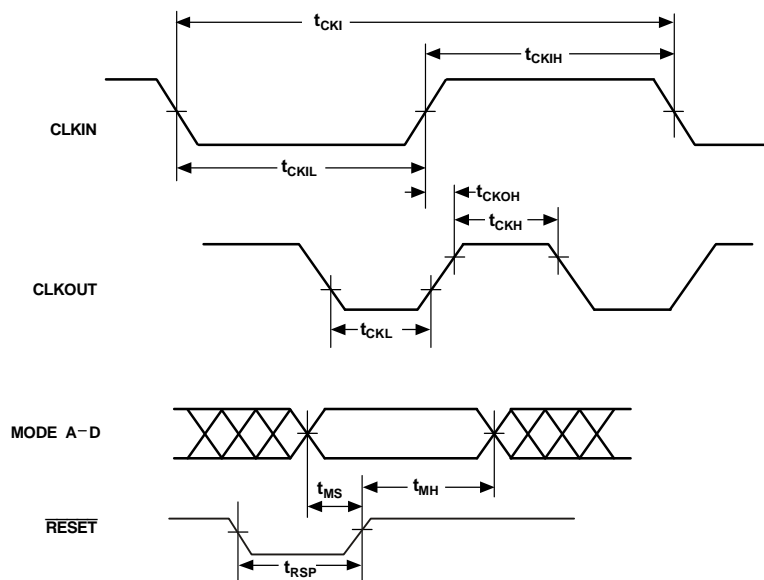 tCKI
tCKIH
CLKIN
tCKIL
tCKOH
tCKH
CLKOUT
tCKL
MODE A–D
tMS
tMH
RESET
tRSP